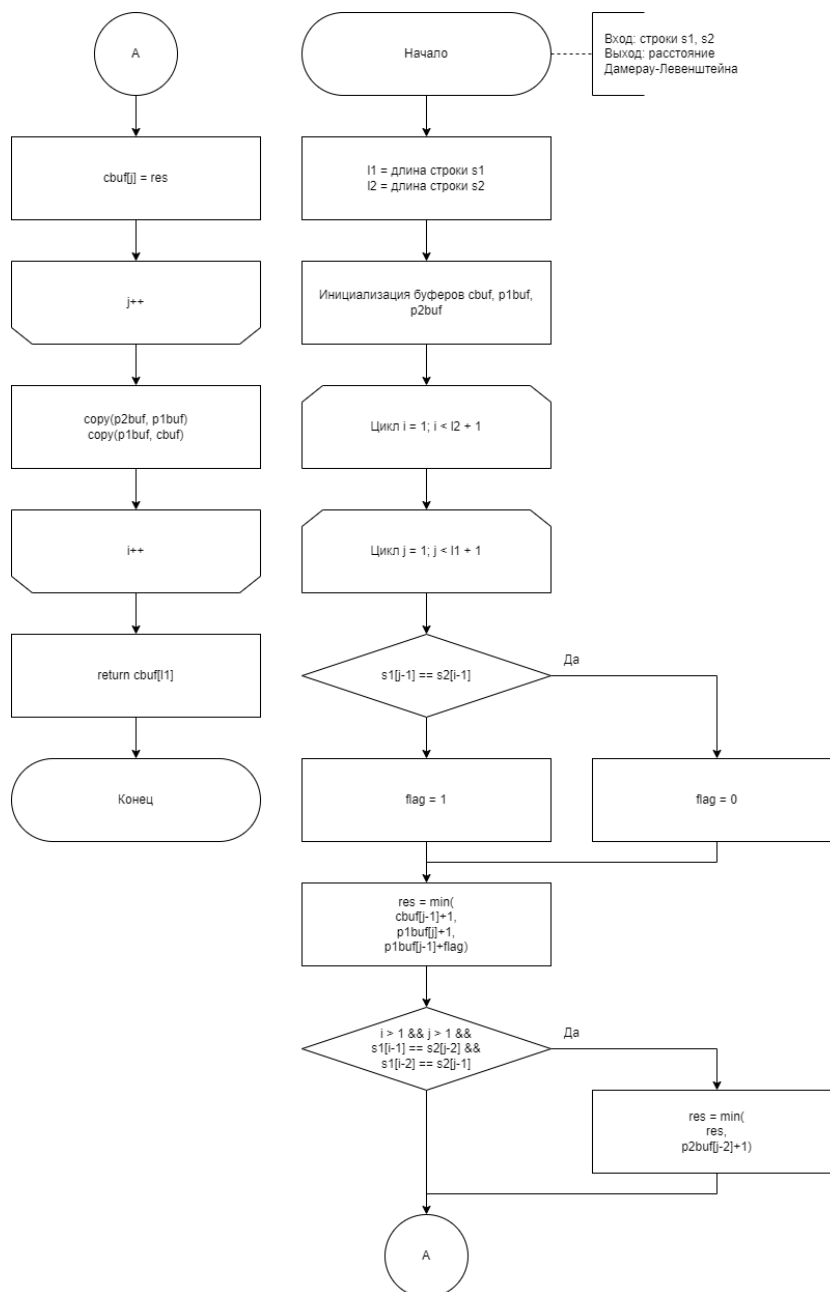 A
cbuf[j] = res
j++
copy(p2buf, p1buf)
copy(p1buf, cbuf)
i++
return cbuf[l1]
Конец
Начало
Вход: строки s1, s2
Выход: расстояние
Дамерау-Левенштейна
l1 = длина строки s1
l2 = длина строки s2
Инициализация буферов cbuf, p1buf,
p2buf
Цикл i = 1; i < l2 + 1
Цикл j = 1; j < l1 + 1
s1[j-1] == s2[i-1]
Да
flag = 1
flag = 0
res = min(
cbuf[j-1]+1,
p1buf[j]+1,
p1buf[j-1]+flag)
i > 1 && j > 1 &&
s1[i-1] == s2[j-2] &&
s1[i-2] == s2[j-1]
Да
res = min(
res,
p2buf[j-2]+1)
A